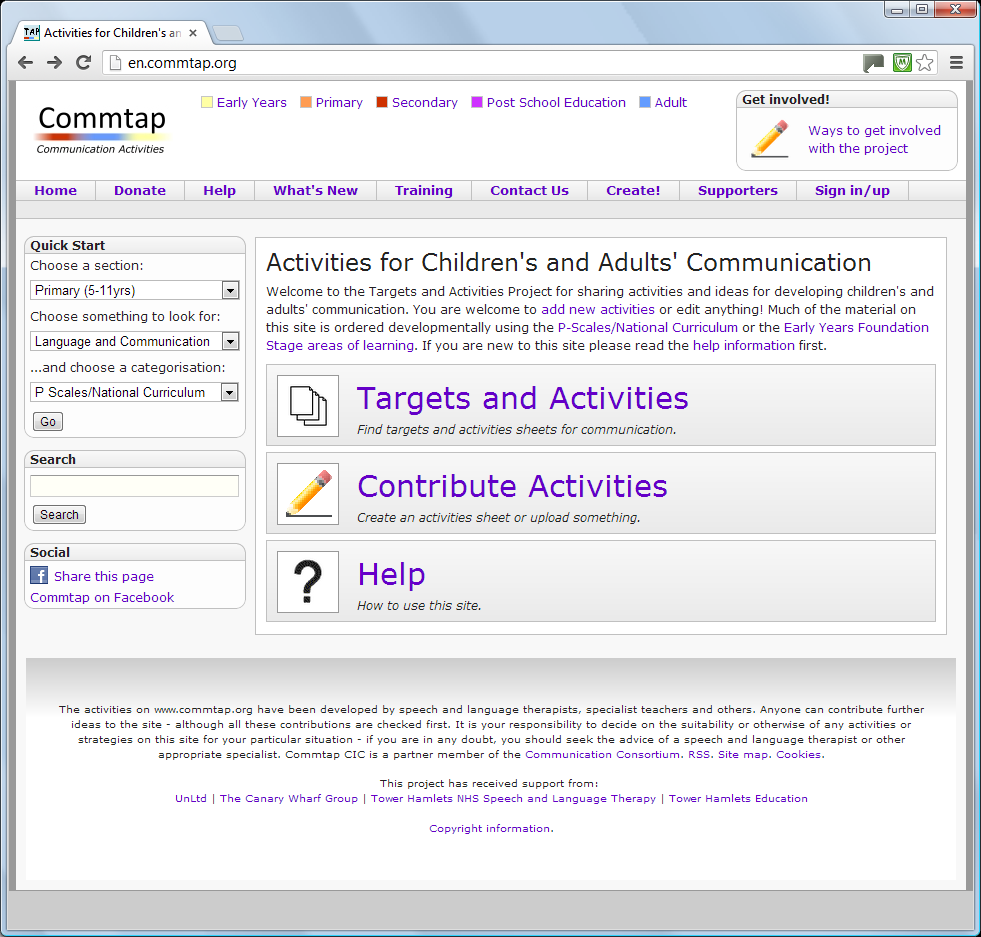 TAP Activities for Children's an
en.commtap.org
Commtap
Communication Activities
Early Years Primary Secondary Post School Education Adult
Get involved!
Ways to get involved
with the project
Home Donate Help What's New Training Contact Us Create! Supporters Sign in/up
Quick Start
Choose a section:
Primary (5-11yrs)
Choose something to look for:
Language and Communication
...and choose a categorisation:
P Scales/National Curriculum
Go
Search
Search
Social
Share this page
Commtap on Facebook
Activities for Children's and Adults' Communication
Welcome to the Targets and Activities Project for sharing activities and ideas for developing children's and
adults' communication. You are welcome to add new activities or edit anything! Much of the material on
this site is ordered developmentally using the P-Scales/National Curriculum or the Early Years Foundation
Stage areas of learning. If you are new to this site please read the help information first.
Targets and Activities
Find targets and activities sheets for communication.
Contribute Activities
Create an activities sheet or upload something.
?
Help
How to use this site.
The activities on www.commtap.org have been developed by speech and language therapists, specialist teachers and others. Anyone can contribute further
ideas to the site - although all these contributions are checked first. It is your responsibility to decide on the suitability or otherwise of any activities or
strategies on this site for your particular situation - if you are in any doubt, you should seek the advice of a speech and language therapist or other
appropriate specialist. Commtap CIC is a partner member of the Communication Consortium. RSS. Site map. Cookies.
This project has received support from:
UnLtd | The Canary Wharf Group | Tower Hamlets NHS Speech and Language Therapy | Tower Hamlets Education
Copyright information.